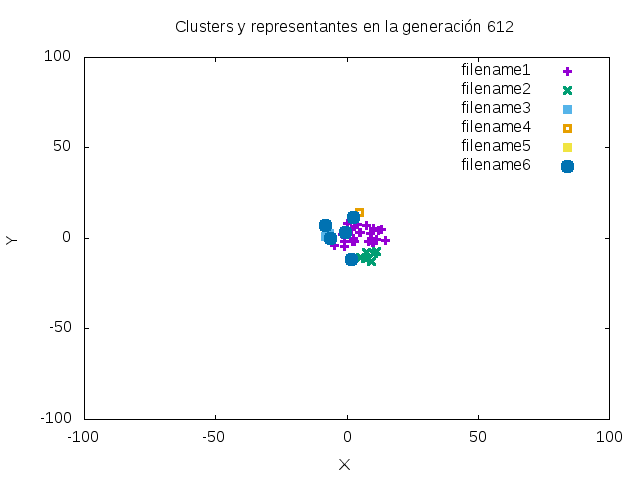 Clusters y representantes en la generación 612
100
50
0
-50
-100
-100
-50
0
50
100
Y
X
filename1
filename2
filename3
filename4
filename5
filename6